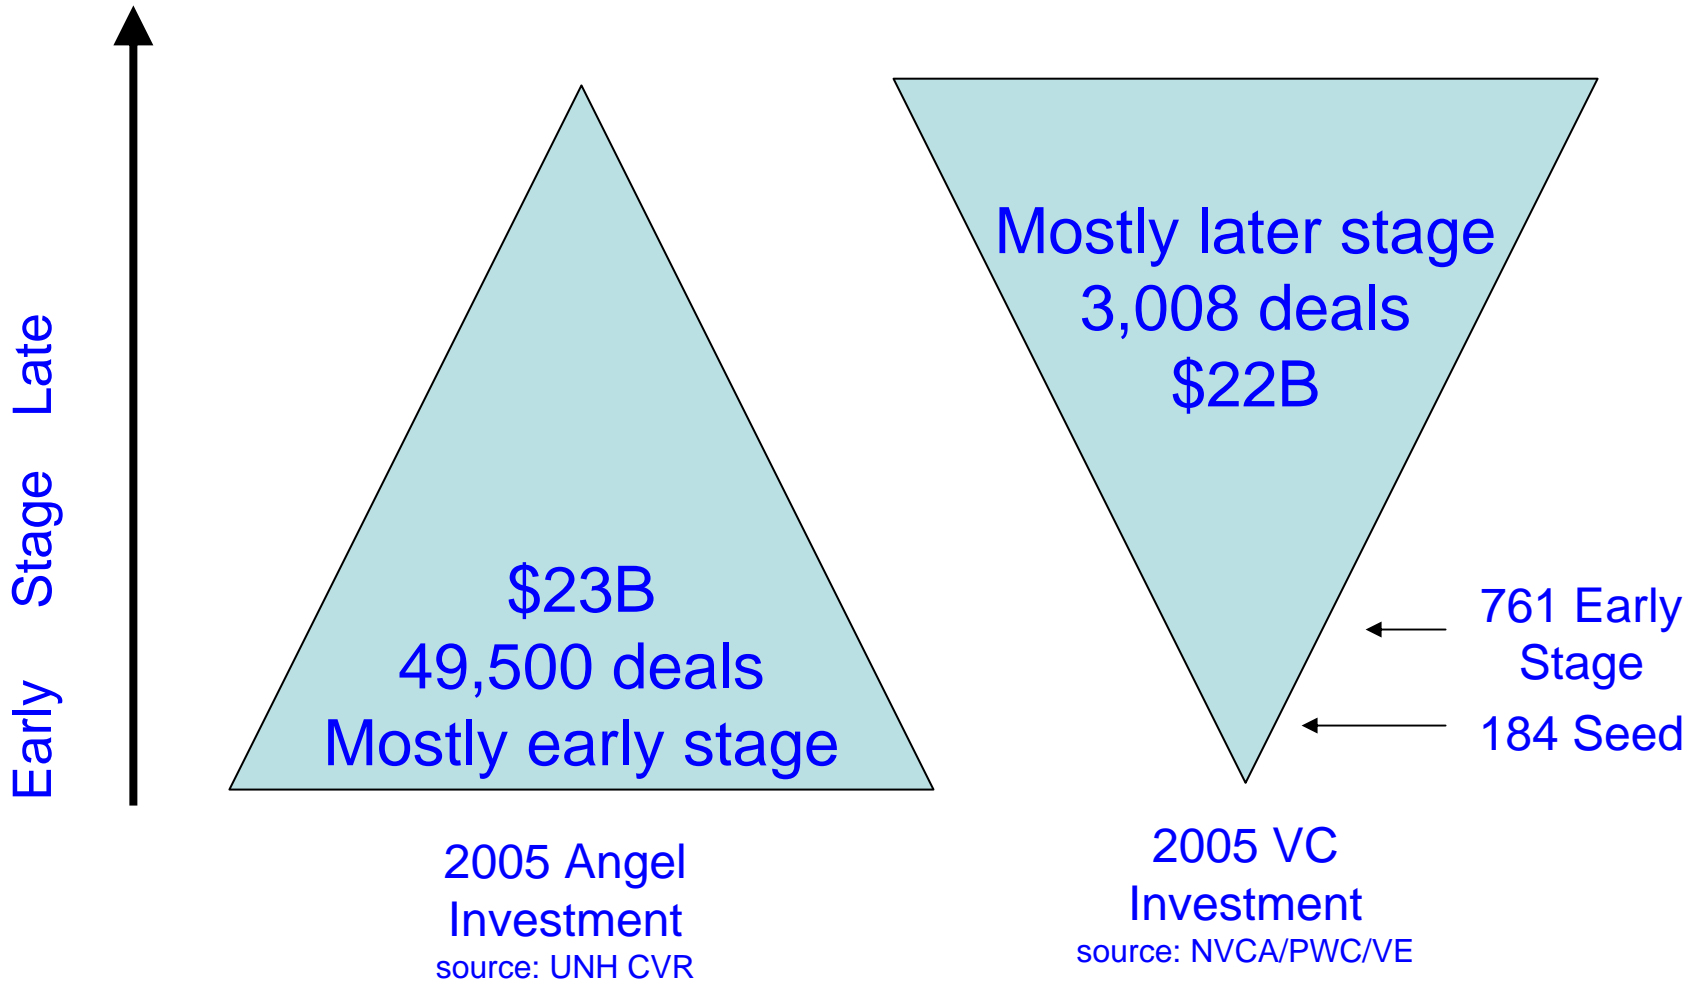 Early Stage Late
$23B
49,500 deals
Mostly early stage
2005 Angel
Investment
source: UNH CVR
Mostly later stage
3,008 deals
$22B
761 Early
Stage
184 Seed
2005 VC
Investment
source: NVCA/PWC/VE